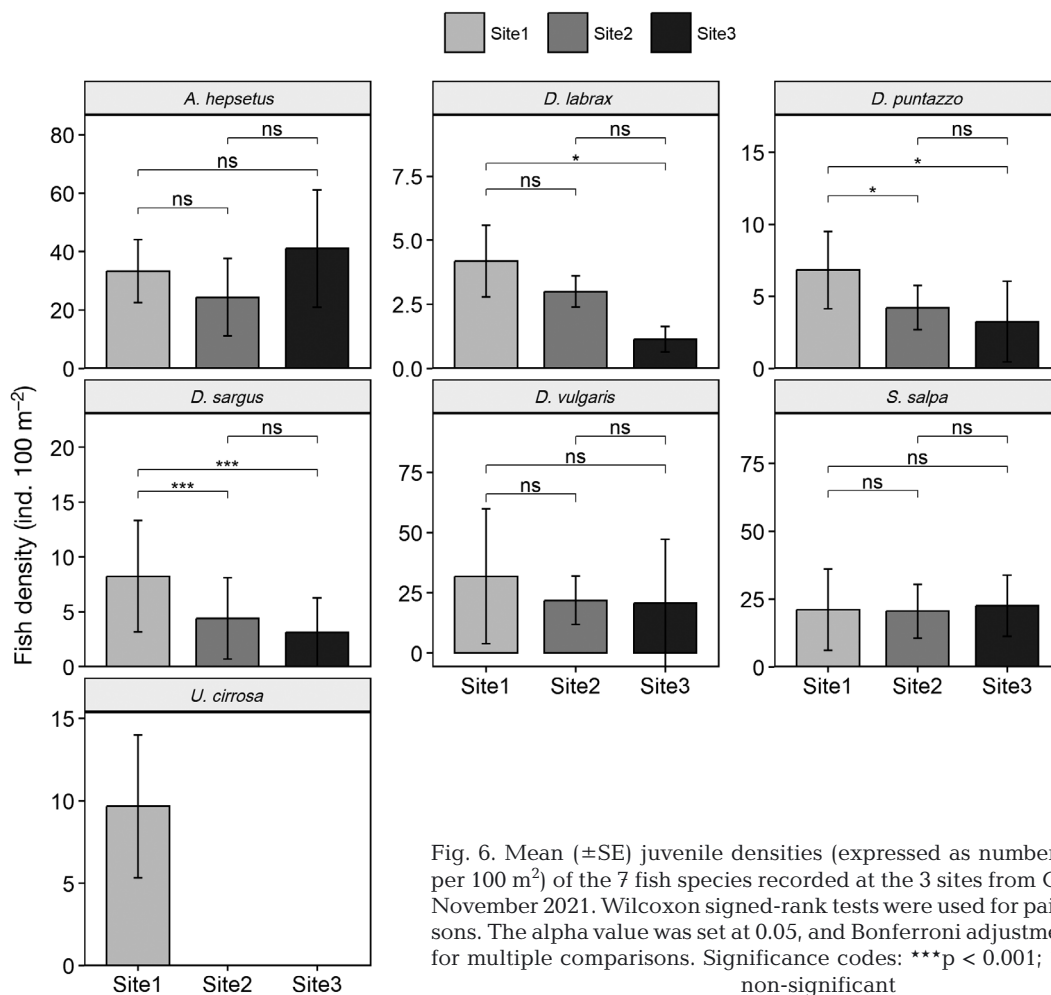 Site1 Site2 Site3
A. hepsetus D. labrax D. puntazzo
80
60
40
20
0
ns
ns
ns
7.5
5.0
2.5
0.0
ns
*
ns
15
10
5
0
ns
*
*
D. sargus D. vulgaris S. salpa
20
15
10
5
0
ns
***
***
75
50
25
0
ns
ns
ns
75
50
25
0
ns
ns
ns
Site1 Site2 Site3
Site1 Site2 Site3
U. cirrosa
15
10
5
0
Site1 Site2 Site3
Fish density (ind. 100 m⁻²)
Fig. 6. Mean (±SE) juvenile densities (expressed as number
per 100 m²) of the 7 fish species recorded at the 3 sites from
November 2021. Wilcoxon signed-rank tests were used for
sons. The alpha value was set at 0.05, and Bonferroni
for multiple comparisons. Significance codes: ***p < 0.001;
non-significant